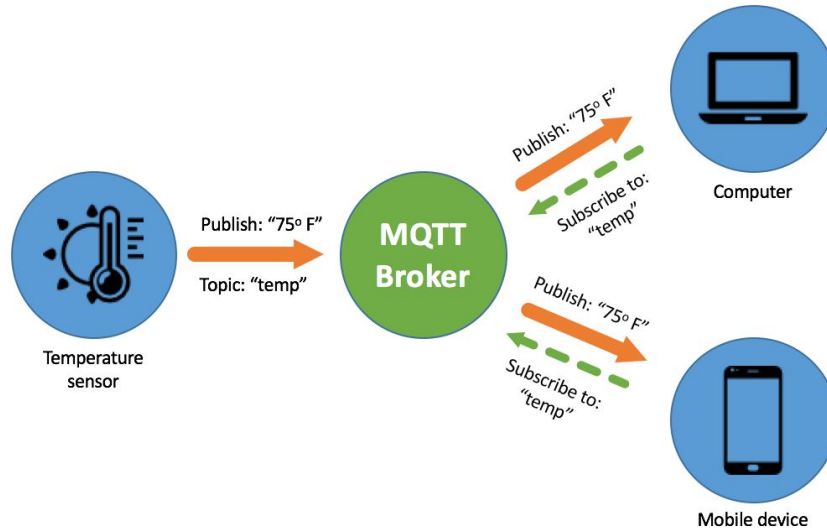 Publish: “75º F”
Topic: “temp”
Temperature
sensor
MQTT
Broker
Publish: “75º F”
Subscribe to:
“temp”
Computer
Publish: “75º F”
Subscribe to:
“temp”
Mobile device